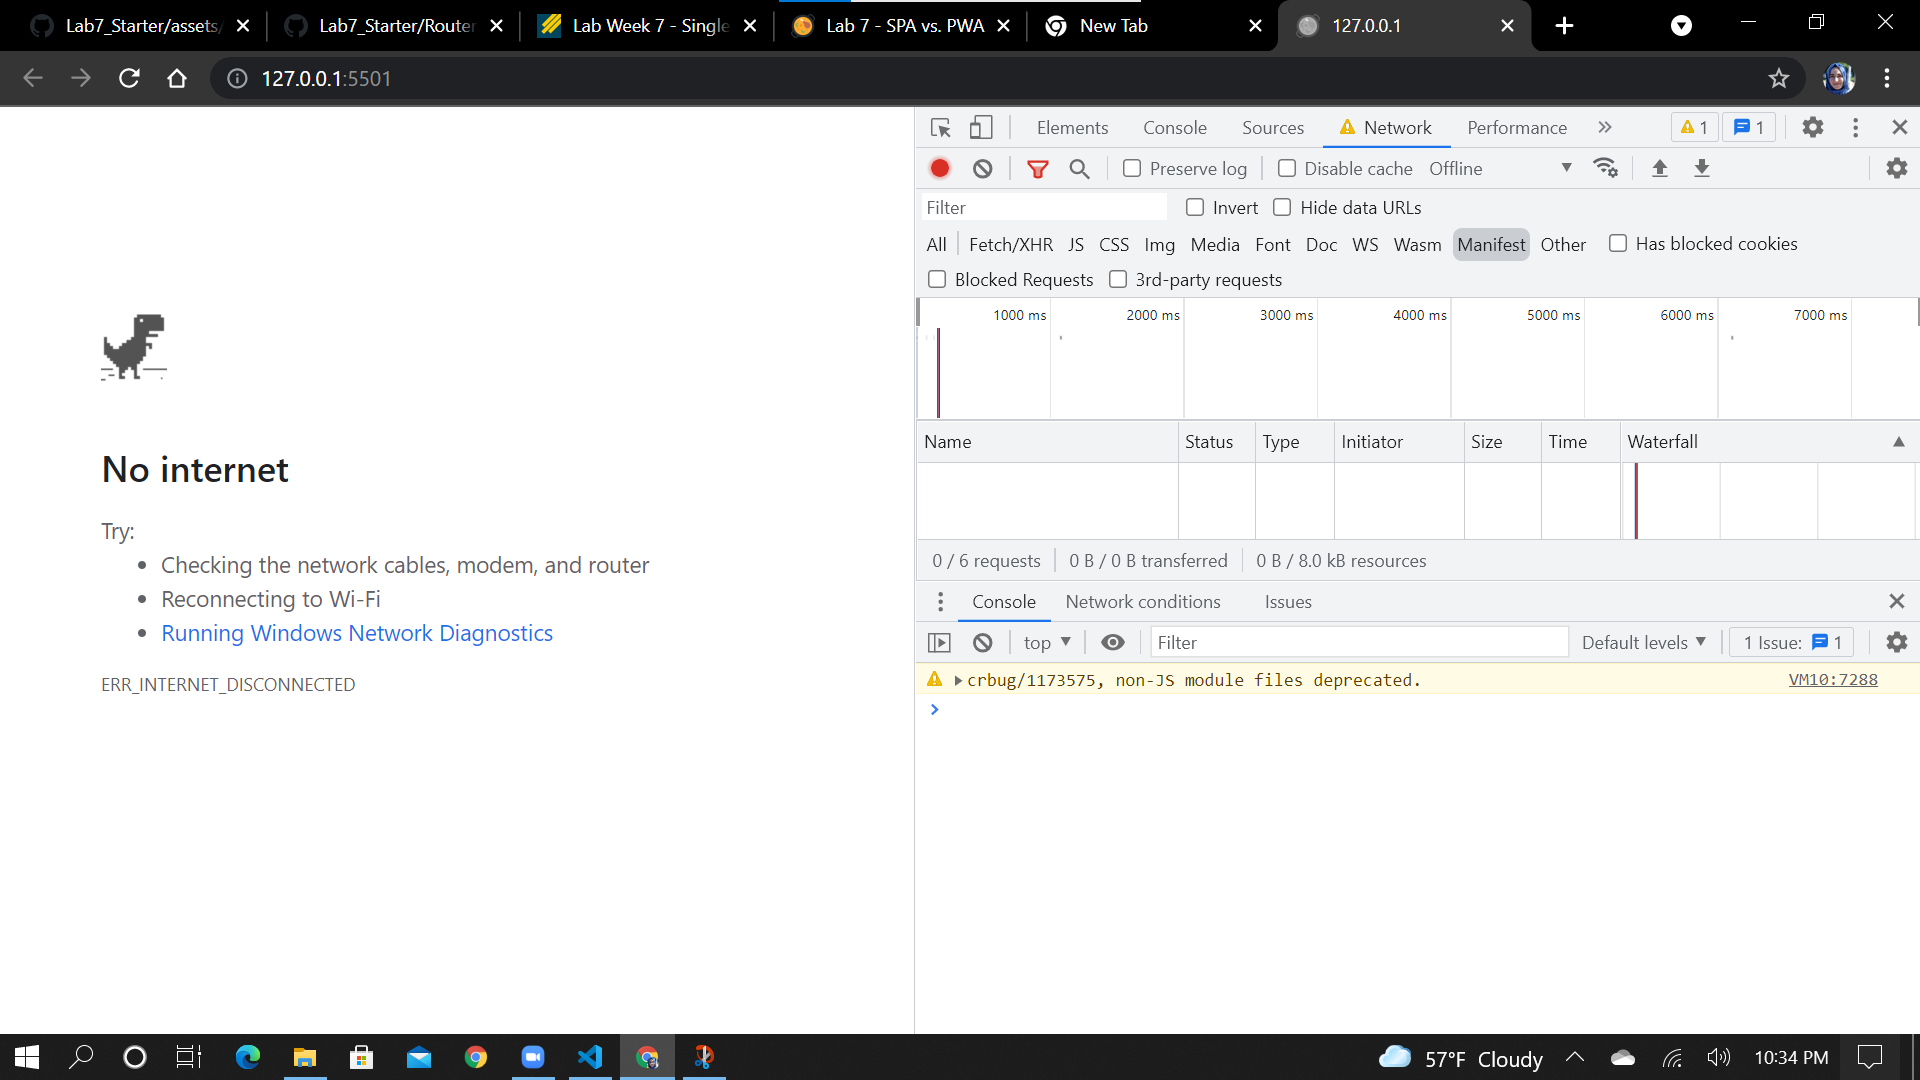 Lab7_Starter/assets/
Lab7_Starter/Router
Lab Week 7 - Single
Lab 7 - SPA vs. PWA
New Tab
127.0.0.1
127.0.0.1:5501
Elements Console Sources Network Performance 1 1
Preserve log Disable cache Offline
Filter Invert Hide data URLs
All Fetch/XHR JS CSS Img Media Font Doc WS Wasm Manifest Other Has blocked cookies
Blocked Requests 3rd-party requests
1000 ms 2000 ms 3000 ms 4000 ms 5000 ms 6000 ms 7000 ms
Name Status Type Initiator Size Time Waterfall
0 / 6 requests 0 B / 0 B transferred 0 B / 8.0 kB resources
Console Network conditions Issues
top Filter Default levels 1 Issue: 1
crbug/1173575, non-JS module files deprecated. VM10:7288
No internet
Try:
Checking the network cables, modem, and router
Reconnecting to Wi-Fi
Running Windows Network Diagnostics
ERR_INTERNET_DISCONNECTED
57°F Cloudy 10:34 PM